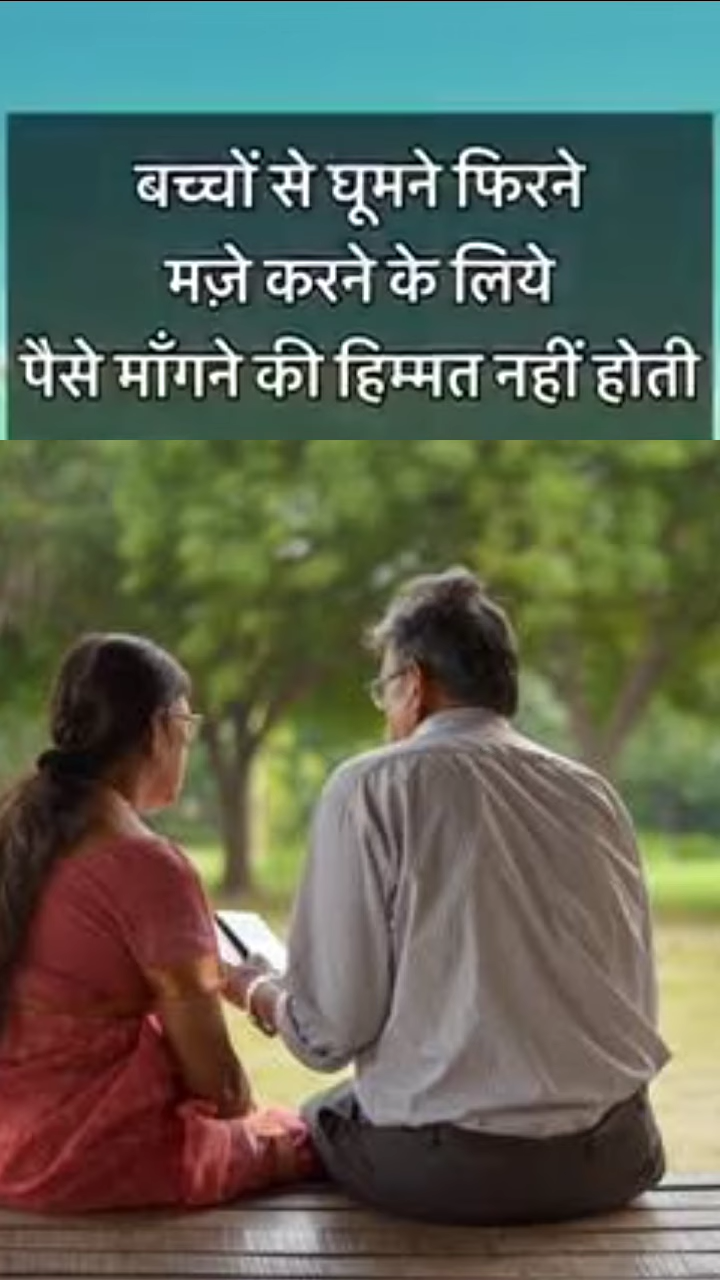 बच्चों से घूमने फिरने
मज़े करने के लिये
पैसे माँगने की हिम्मत नहीं होती